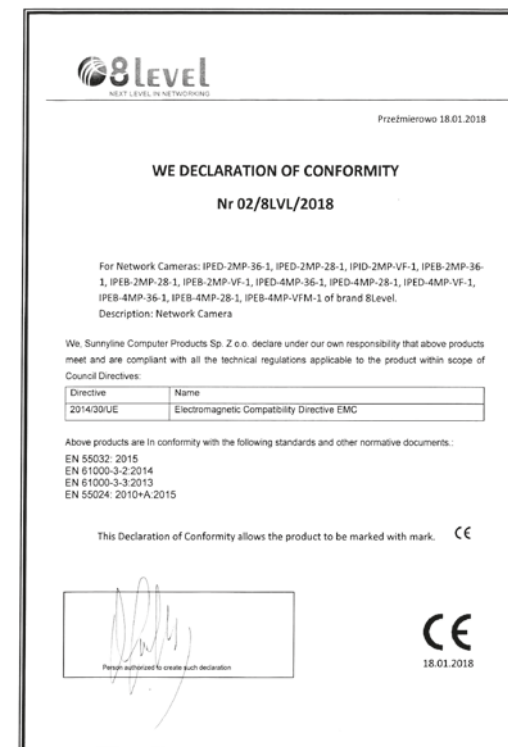 8level
NEXT LEVEL IN NETWORKING
Przeźmierowo 18.01.2018
WE DECLARATION OF CONFORMITY
Nr 02/8LVL/2018
For Network Cameras: IPED-2MP-36-1, IPED-2MP-28-1, IPID-2MP-VF-1, IPEB-2MP-36-
1, IPEB-2MP-28-1, IPEB-2MP-VF-1, IPED-4MP-36-1, IPED-4MP-28-1, IPED-4MP-VF-1,
IPEB-4MP-36-1, IPEB-4MP-28-1, IPEB-4MP-VFM-1 of brand 8Level.
Description: Network Camera
We, Sunnyline Computer Products Sp. Z o.o. declare under our own responsibility that above products
meet and are compliant with all the technical regulations applicable to the product within scope of
Council Directives:
Directive Name
2014/30/UE Electromagnetic Compatibility Directive EMC
Above products are In conformity with the following standards and other normative documents.:
EN 55032: 2015
EN 61000-3-2:2014
EN 61000-3-3:2013
EN 55024: 2010+A:2015
This Declaration of Conformity allows the product to be marked with mark. CE
Person authorized to create such declaration
CE
18.01.2018